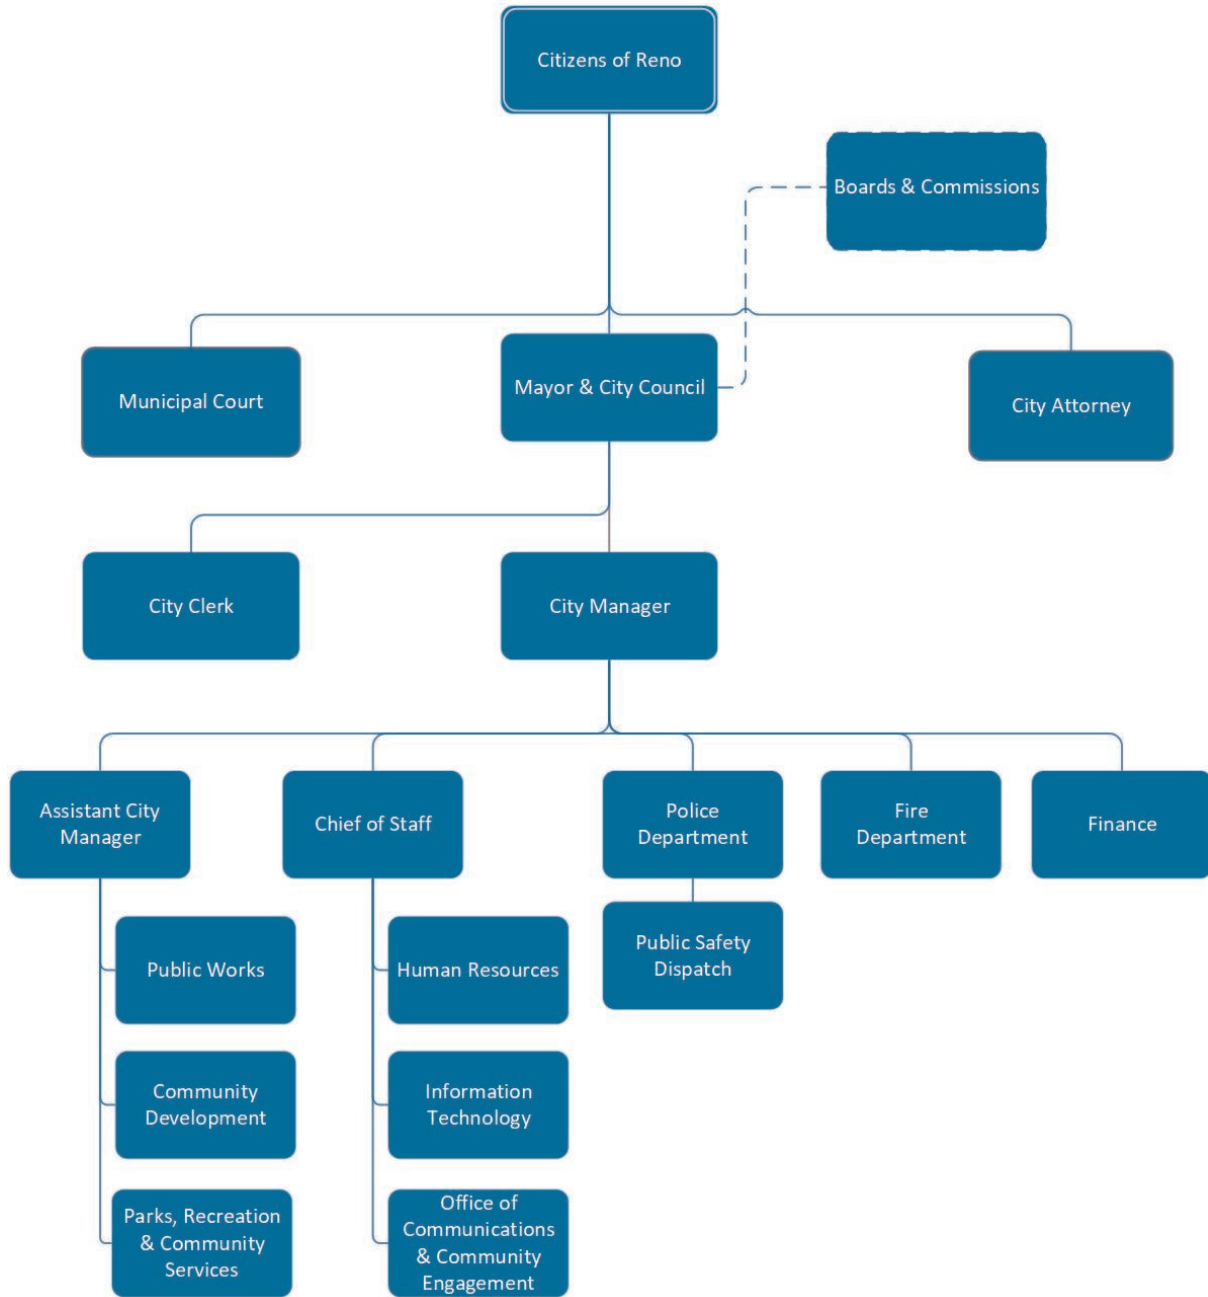 Citizens of Reno
Boards & Commissions
Municipal Court
Mayor & City Council
City Attorney
City Clerk
City Manager
Assistant City
Manager
Chief of Staff
Police
Department
Fire
Department
Finance
Public Works
Human Resources
Public Safety
Dispatch
Community
Development
Information
Technology
Parks, Recreation
& Community
Services
Office of
Communications
& Community
Engagement